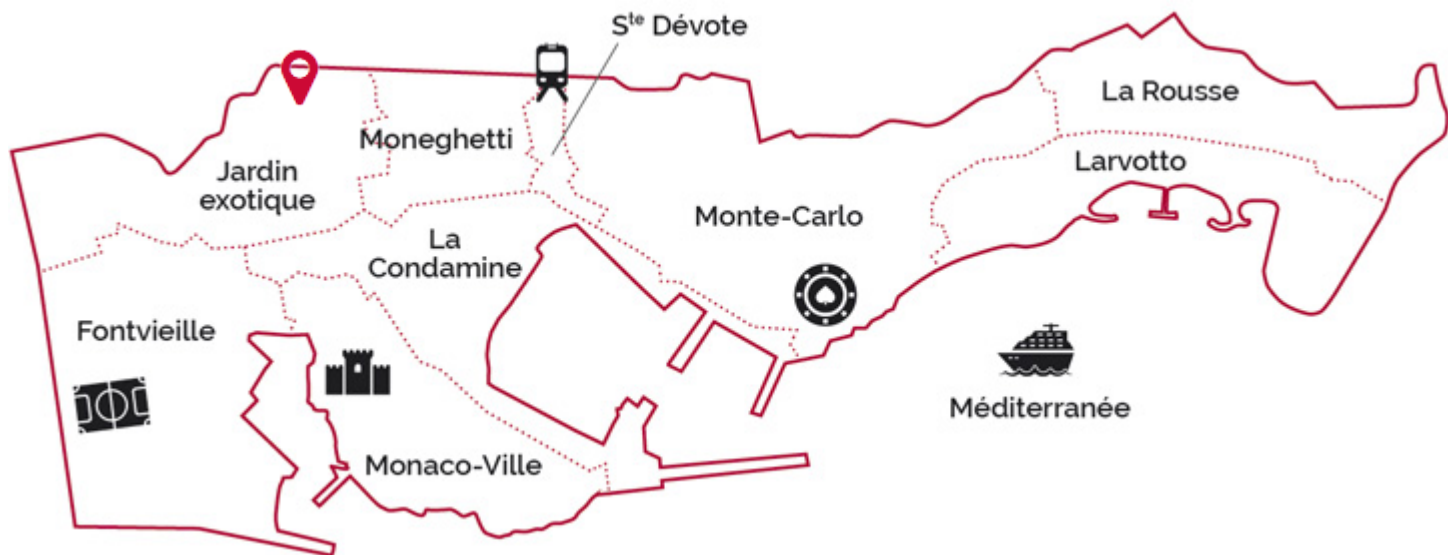 Sᵗᵉ Dévote
La Rousse
Moneghetti
Larvotto
Jardin
exotique
Monte-Carlo
La
Condamine
Fontvieille
Méditerranée
Monaco-Ville